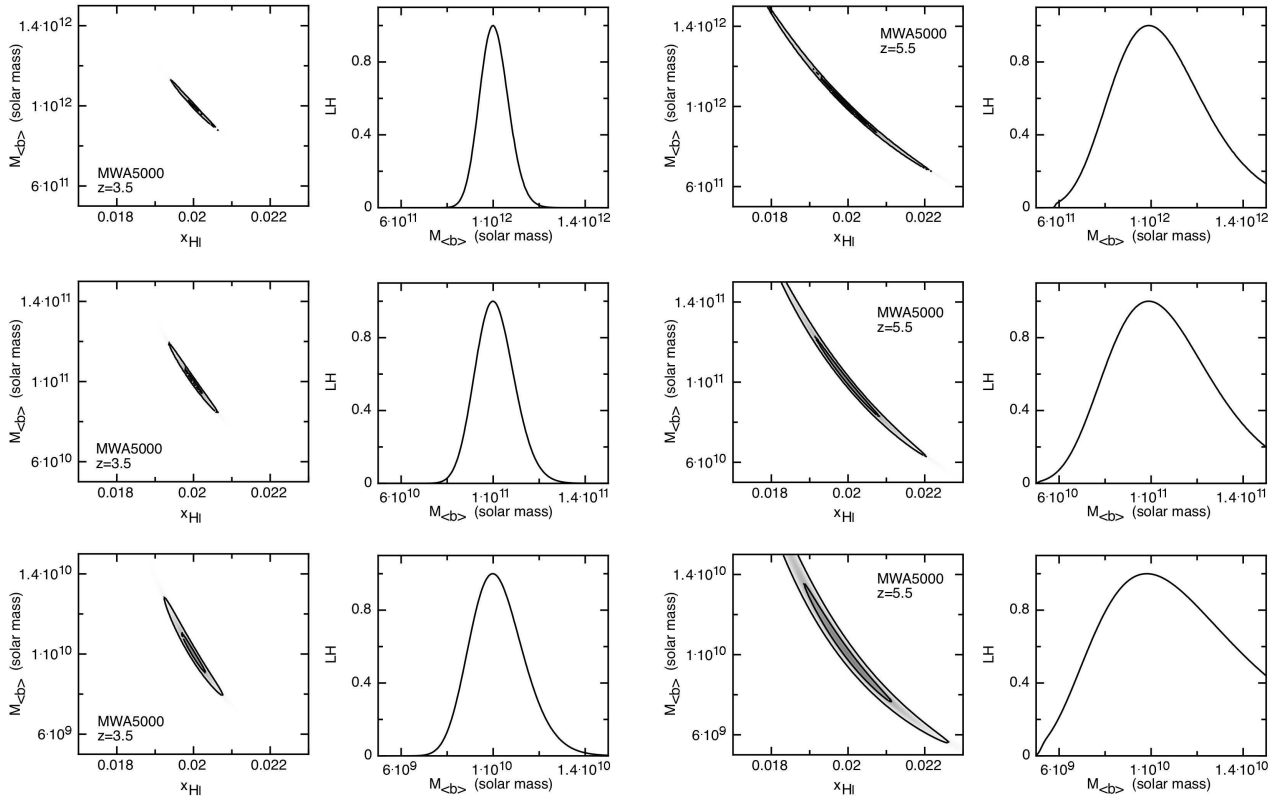 1.4·10¹²
1·10¹²
6·10¹¹
M<b> (solar mass)
MWA5000
z=3.5
0.018 0.02 0.022
xHI
0.8
0.4
0
LH
6·10¹¹ 1·10¹² 1.4·10¹²
M<b> (solar mass)
1.4·10¹²
1·10¹²
6·10¹¹
M<b> (solar mass)
MWA5000
z=5.5
0.018 0.02 0.022
xHI
0.8
0.4
0
LH
6·10¹¹ 1·10¹² 1.4·10¹²
M<b> (solar mass)
1.4·10¹¹
1·10¹¹
6·10¹⁰
M<b> (solar mass)
MWA5000
z=3.5
0.018 0.02 0.022
xHI
0.8
0.4
0
LH
6·10¹⁰ 1·10¹¹ 1.4·10¹¹
M<b> (solar mass)
1.4·10¹¹
1·10¹¹
6·10¹⁰
M<b> (solar mass)
MWA5000
z=5.5
0.018 0.02 0.022
xHI
0.8
0.4
0
LH
6·10¹⁰ 1·10¹¹ 1.4·10¹¹
M<b> (solar mass)
1.4·10¹⁰
1·10¹⁰
6·10⁹
M<b> (solar mass)
MWA5000
z=3.5
0.018 0.02 0.022
xHI
0.8
0.4
0
LH
6·10⁹ 1·10¹⁰ 1.4·10¹⁰
M<b> (solar mass)
1.4·10¹⁰
1·10¹⁰
6·10⁹
M<b> (solar mass)
MWA5000
z=5.5
0.018 0.02 0.022
xHI
0.8
0.4
0
LH
6·10⁹ 1·10¹⁰ 1.4·10¹⁰
M<b> (solar mass)